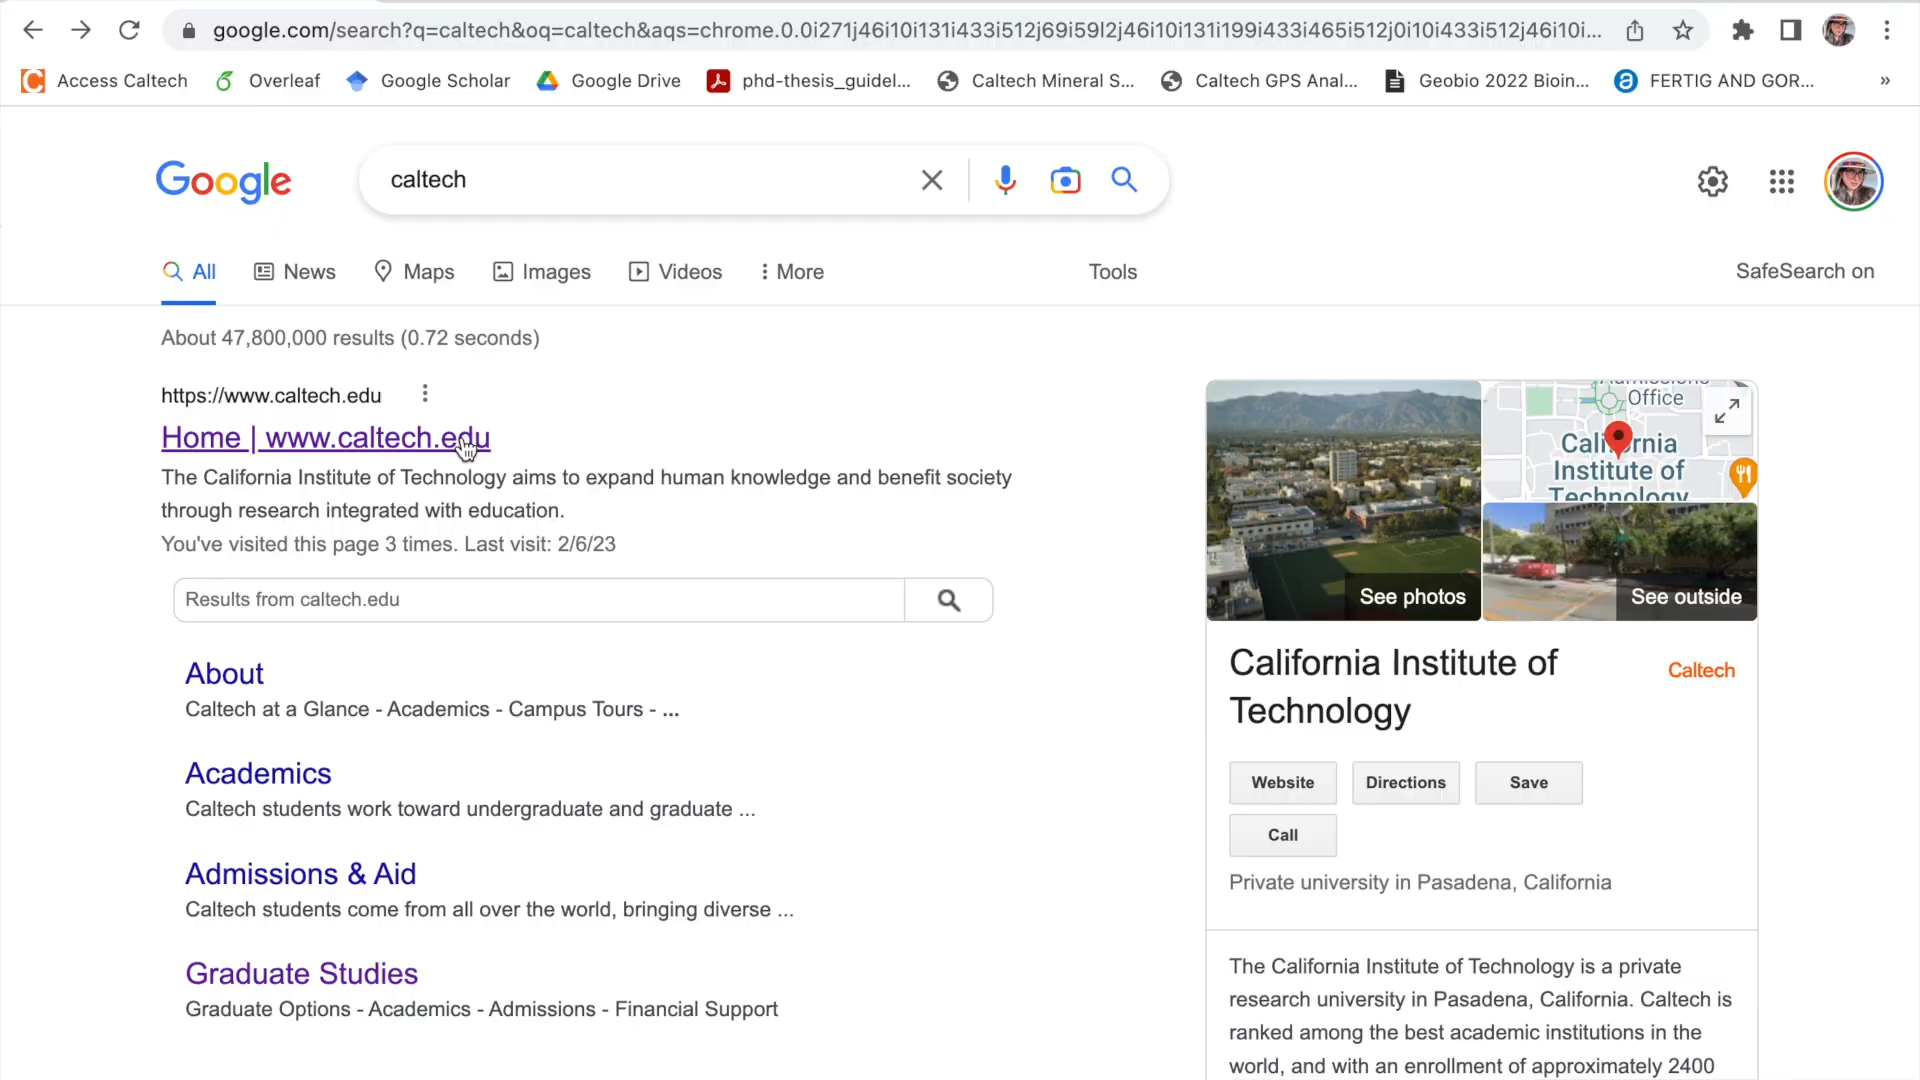 google.com/search?q=caltech&oq=caltech&aqs=chrome.0.0i271j46i10i131i433i512j69i59l2j46i10i131i199i433i465i512j0i10i433i512j46i10i...
Access Caltech Overleaf Google Scholar Google Drive phd-thesis_guidel... Caltech Mineral S... Caltech GPS Anal... Geobio 2022 Bioin... FERTIG AND GOR... »
Google caltech
All News Maps Images Videos More Tools SafeSearch on
About 47,800,000 results (0.72 seconds)
https://www.caltech.edu
Home | www.caltech.edu
The California Institute of Technology aims to expand human knowledge and benefit society
through research integrated with education.
You've visited this page 3 times. Last visit: 2/6/23
Results from caltech.edu
About
Caltech at a Glance - Academics - Campus Tours - ...
Academics
Caltech students work toward undergraduate and graduate ...
Admissions & Aid
Caltech students come from all over the world, bringing diverse ...
Graduate Studies
Graduate Options - Academics - Admissions - Financial Support
Admissions
Office
California
Institute of
Technology
See photos
See outside
California Institute of
Technology
Caltech
Website Directions Save
Call
Private university in Pasadena, California
The California Institute of Technology is a private
research university in Pasadena, California. Caltech is
ranked among the best academic institutions in the
world, and with an enrollment of approximately 2400